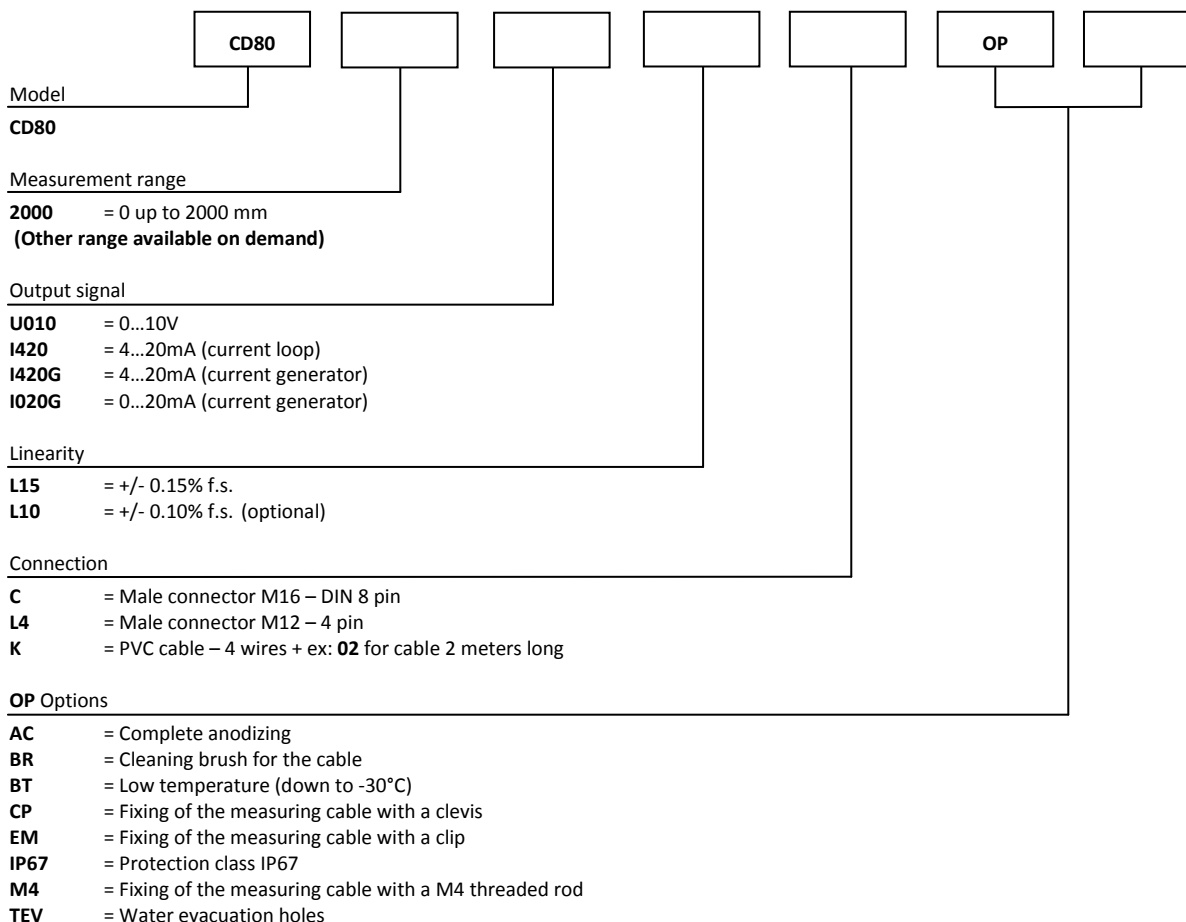 CD80 OP
Model
CD80
Measurement range
2000 = 0 up to 2000 mm
(Other range available on demand)
Output signal
U010 = 0…10V
I420 = 4…20mA (current loop)
I420G = 4…20mA (current generator)
I020G = 0…20mA (current generator)
Linearity
L15 = +/- 0.15% f.s.
L10 = +/- 0.10% f.s. (optional)
Connection
C = Male connector M16 – DIN 8 pin
L4 = Male connector M12 – 4 pin
K = PVC cable – 4 wires + ex: 02 for cable 2 meters long
OP Options
AC = Complete anodizing
BR = Cleaning brush for the cable
BT = Low temperature (down to -30°C)
CP = Fixing of the measuring cable with a clevis
EM = Fixing of the measuring cable with a clip
IP67 = Protection class IP67
M4 = Fixing of the measuring cable with a M4 threaded rod
TEV = Water evacuation holes